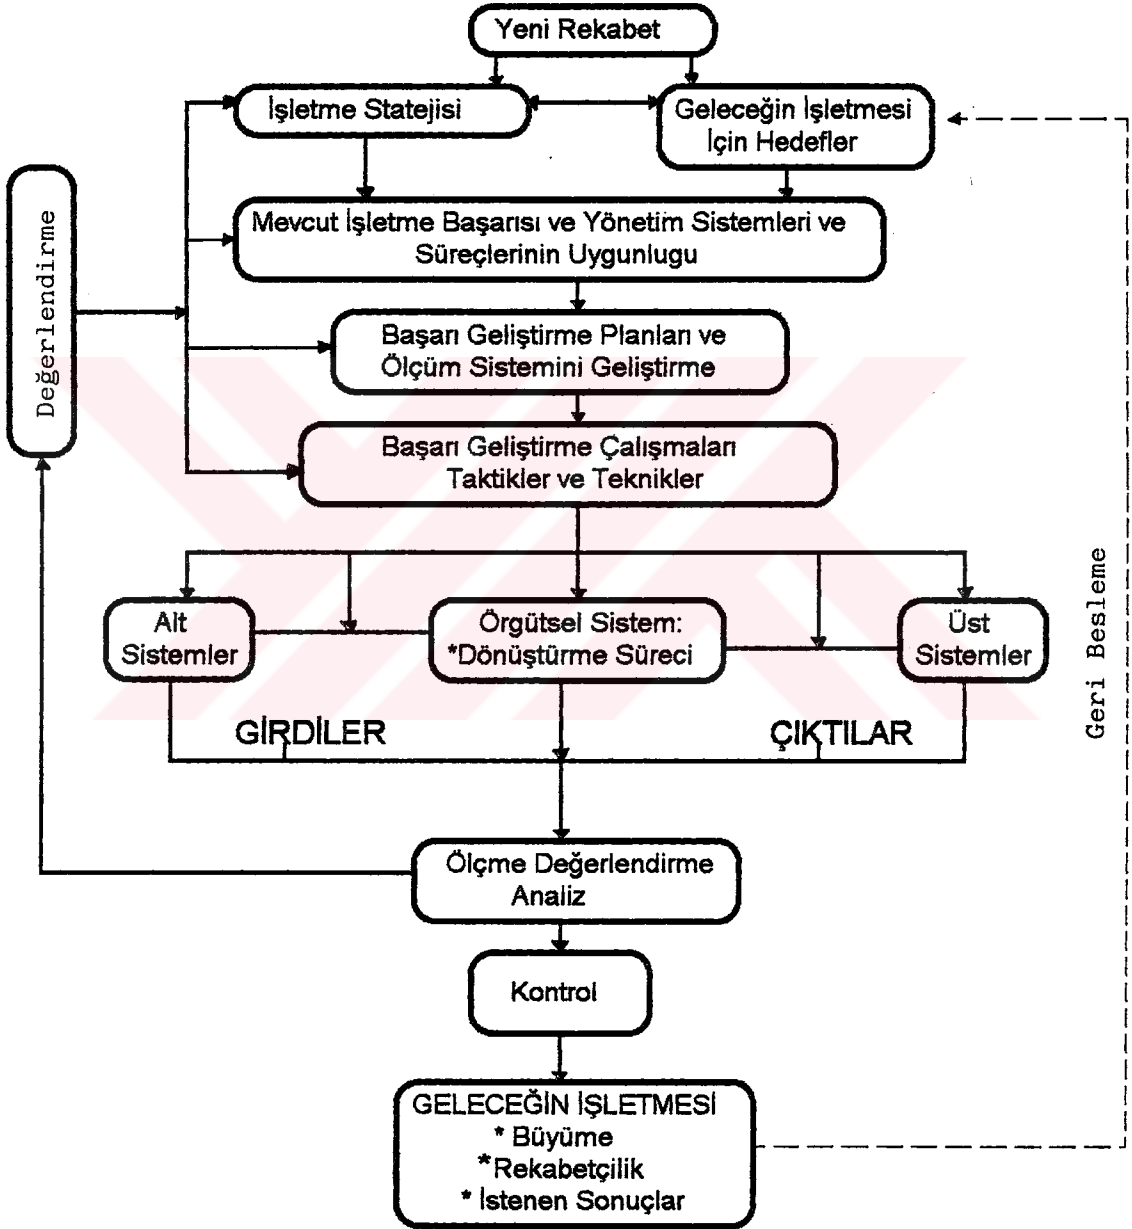 Yeni Rekabet
İşletme Statejisi
Geleceğin İşletmesi
İçin Hedefler
Değerlendirme
Mevcut İşletme Başarısı ve Yönetim Sistemleri ve
Süreçlerinin Uygunlugu
Başarı Geliştirme Planları ve
Ölçüm Sistemini Geliştirme
Başarı Geliştirme Çalışmaları
Taktikler ve Teknikler
Geri Besleme
Alt
Sistemler
Örgütsel Sistem:
*Dönüştürme Süreci
Üst
Sistemler
GİRDİLER
ÇIKTILAR
Ölçme Değerlendirme
Analiz
Kontrol
GELECEĞİN İŞLETMESİ
* Büyüme
*Rekabetçilik
* İstenen Sonuçlar